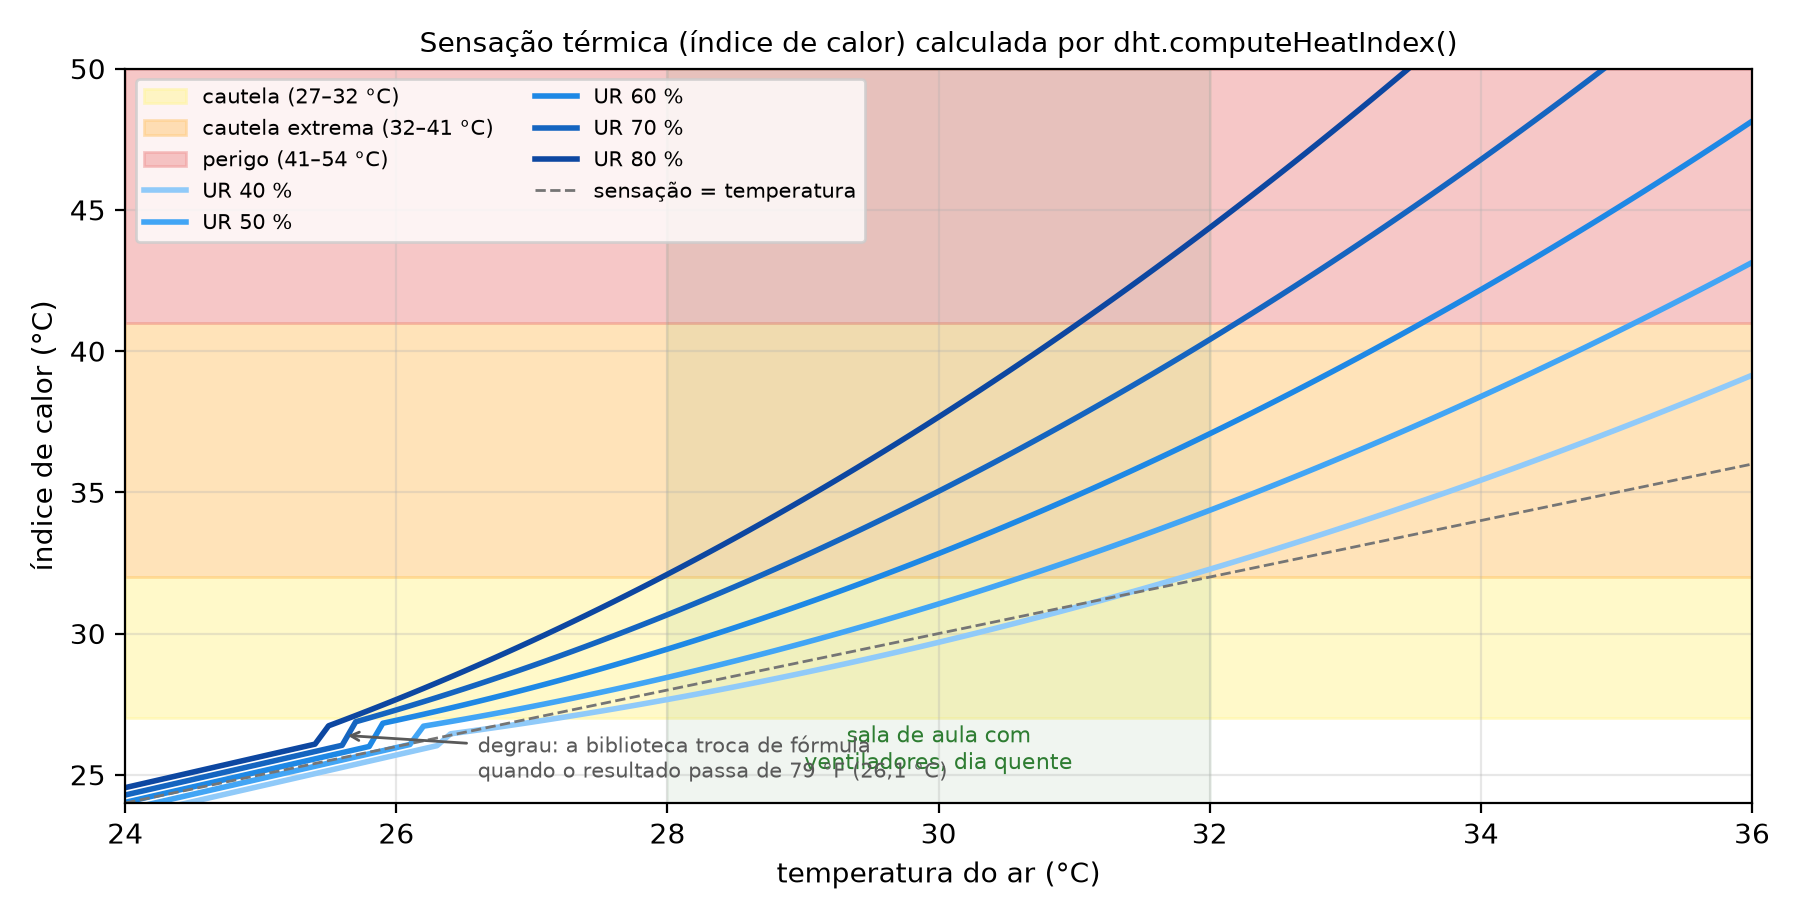 Sensação térmica (índice de calor) calculada por dht.computeHeatIndex()
cautela (27–32 °C)
cautela extrema (32–41 °C)
perigo (41–54 °C)
UR 40 %
UR 50 %
UR 60 %
UR 70 %
UR 80 %
sensação = temperatura
índice de calor (°C)
50
45
40
35
30
25
degrau: a biblioteca troca de fórmula
quando o resultado passa de 79 °F (26,1 °C)
sala de aula com
ventiladores, dia quente
24
26
28
30
32
34
36
temperatura do ar (°C)